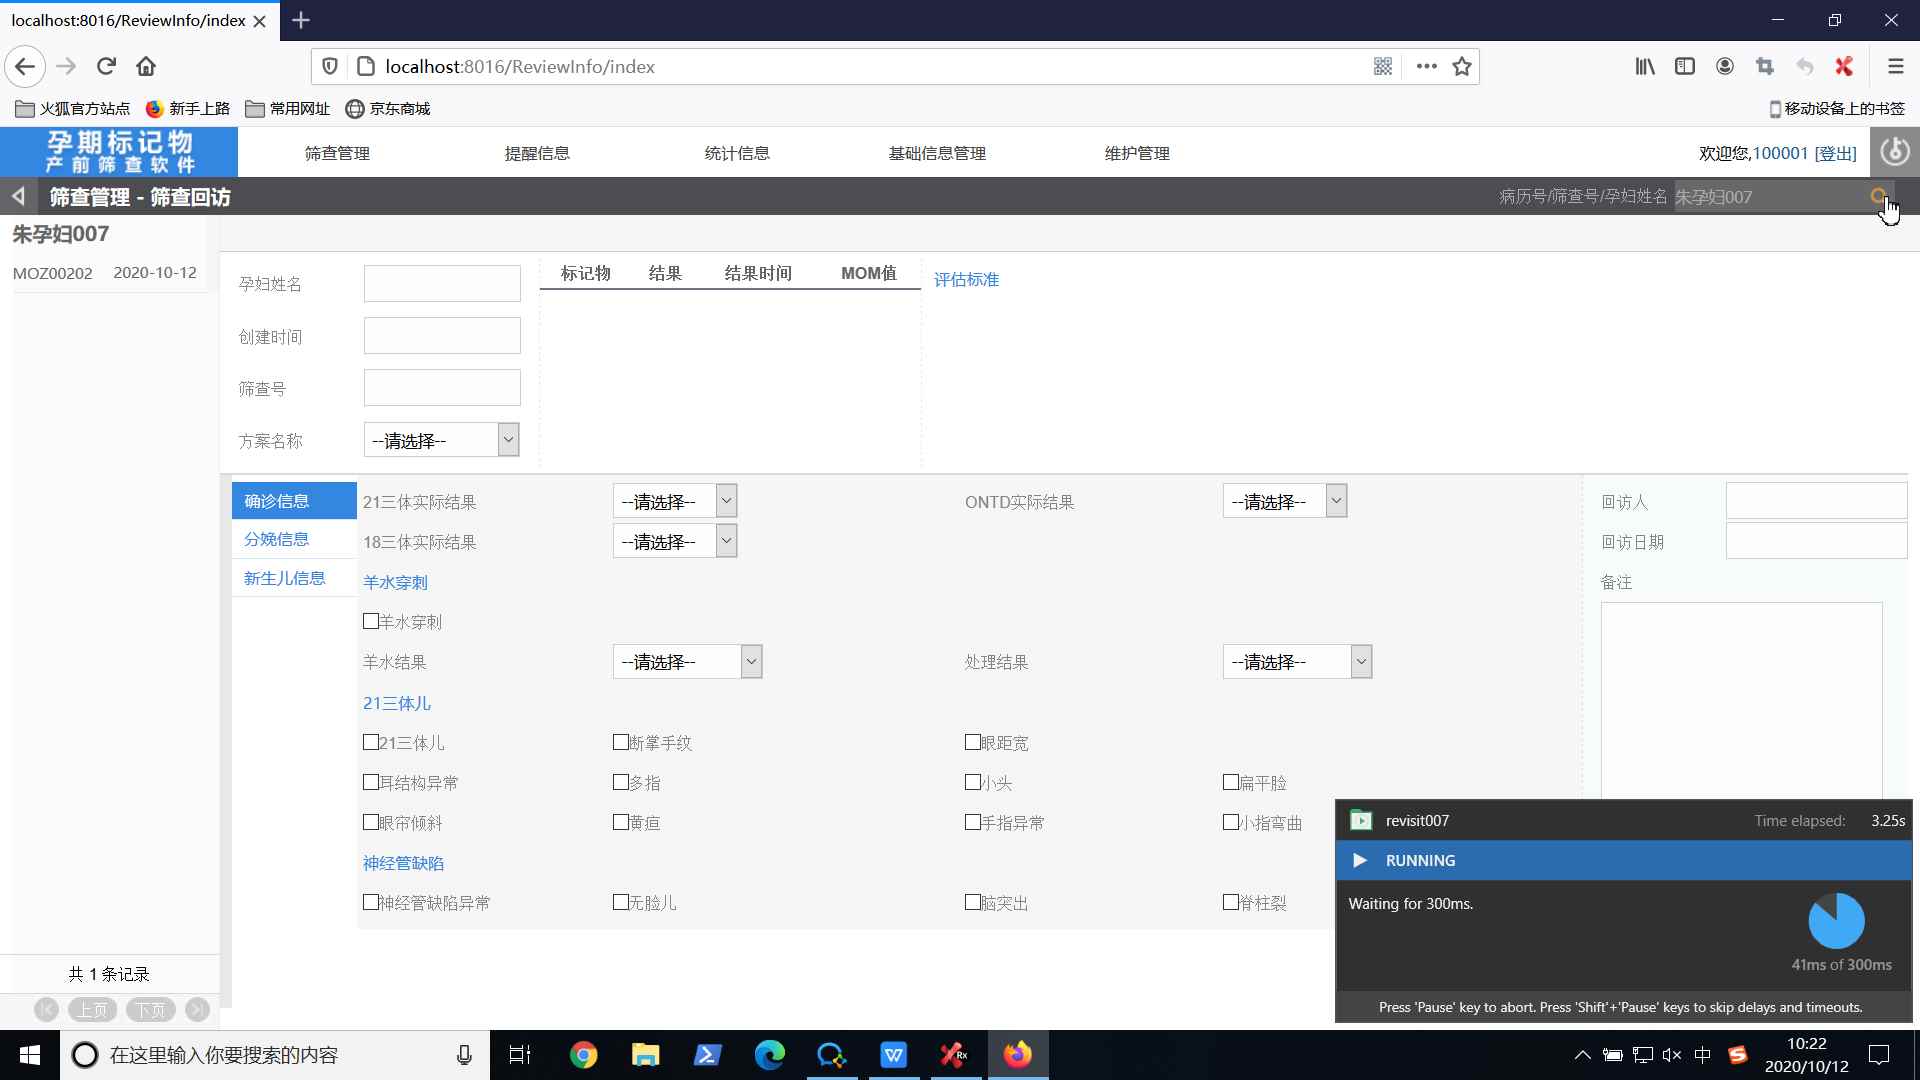 localhost:8016/ReviewInfo/index
localhost:8016/ReviewInfo/index
火狐官方站点 新手上路 常用网址 京东商城 移动设备上的书签
孕期标记物
产前筛查软件
筛查管理 提醒信息 统计信息 基础信息管理 维护管理 欢迎您,100001 [登出]
筛查管理 - 筛查回访 病历号/筛查号/孕妇姓名 朱孕妇007
朱孕妇007
MOZ00202 2020-10-12
孕妇姓名 标记物 结果 结果时间 MOM值 评估标准
创建时间
筛查号
方案名称 --请选择--
确诊信息 21三体实际结果 --请选择-- ONTD实际结果 --请选择-- 回访人
分娩信息 18三体实际结果 --请选择-- 回访日期
新生儿信息 羊水穿刺 备注
羊水穿刺
羊水结果 --请选择-- 处理结果 --请选择--
21三体儿
21三体儿 断掌手纹 眼距宽
耳结构异常 多指 小头 扁平脸
眼帘倾斜 黄疸 手指异常 小指弯曲
神经管缺陷
神经管缺陷异常 无脸儿 脑突出 脊柱裂
revisit007 Time elapsed: 3.25s
RUNNING
Waiting for 300ms.
41ms of 300ms
Press 'Pause' key to abort. Press 'Shift'+'Pause' keys to skip delays and timeouts.
共 1 条记录
上页 下页
在这里输入你要搜索的内容 中 10:22
2020/10/12